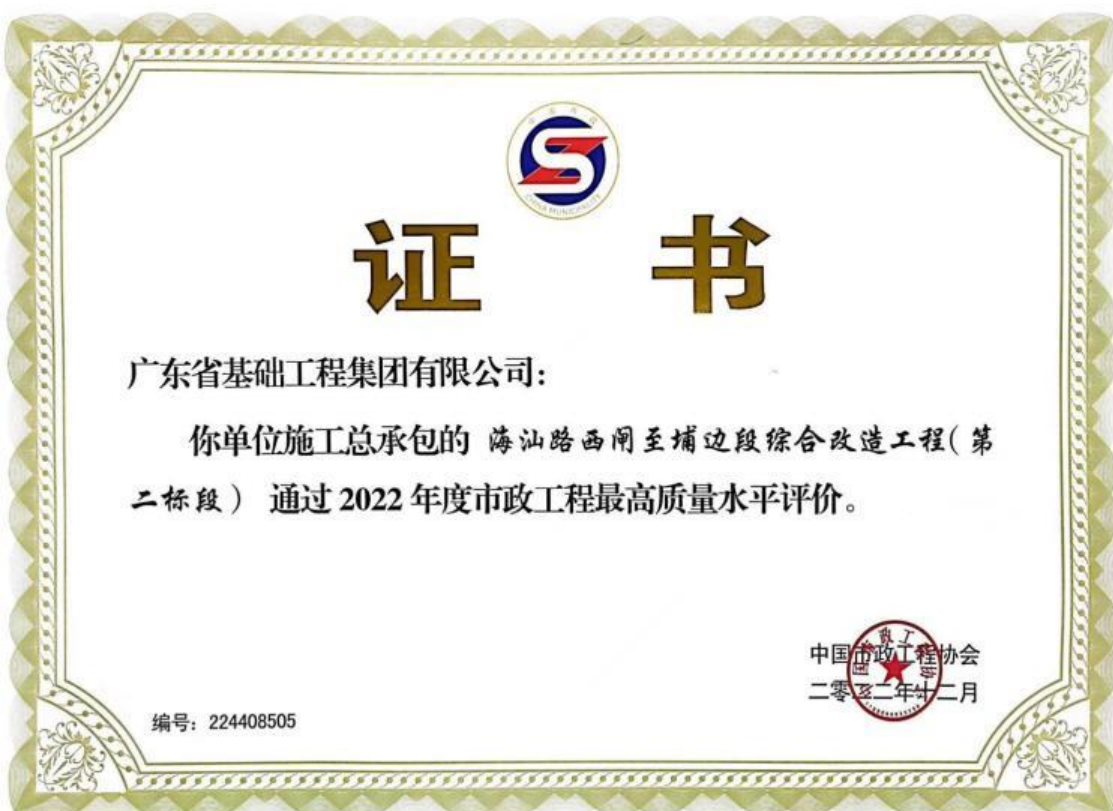 CHINA MUNICIPALITY
证 书
广东省基础工程集团有限公司：
你单位施工总承包的 海汕路西闸至埔边段综合改造工程（第
二标段） 通过 2022 年度市政工程最高质量水平评价。
中国市政工程协会
二零二二年十二月
编号：224408505